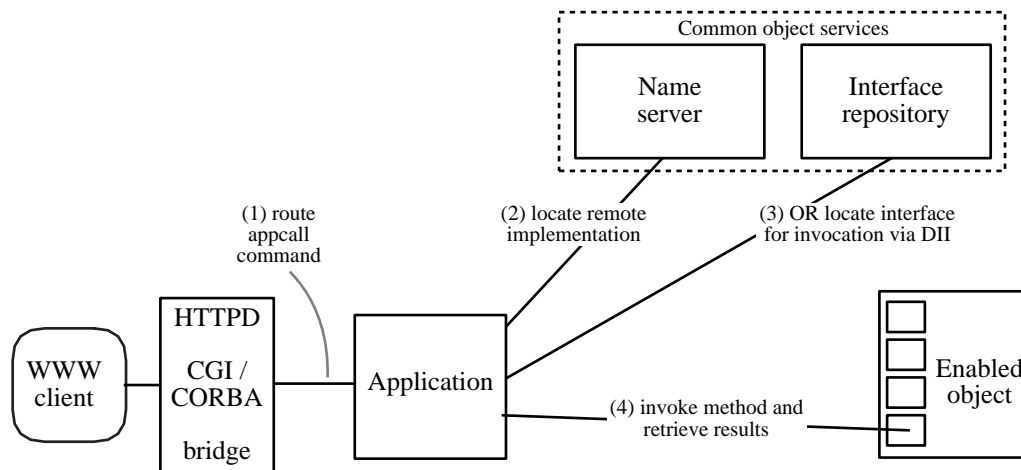 Common object services
Name
server
Interface
repository
(1) route
appcall
command
(2) locate remote
implementation
(3) OR locate interface
for invocation via DII
WWW
client
HTTPD
CGI /
CORBA
bridge
Application
(4) invoke method and
retrieve results
Enabled
object